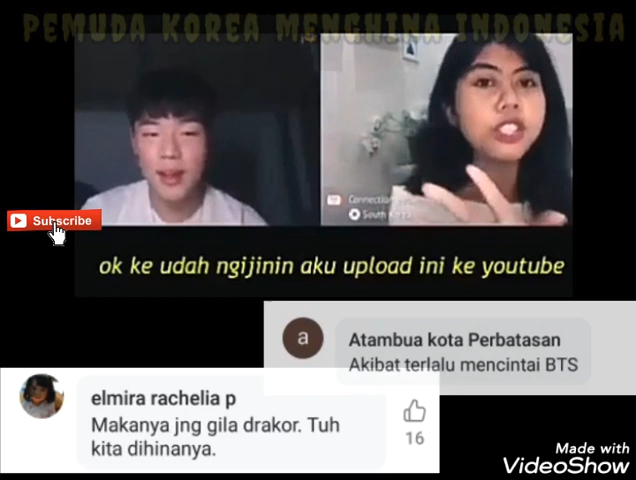 PEMUDA KOREA MENGHINA INDONESIA
Connection
South Korea
Subscribe
ok ke udah ngijinin aku upload ini ke youtube
a
Atambua kota Perbatasan
Akibat terlalu mencintai BTS
elmira rachelia p
Makanya jng gila drakor. Tuh
kita dihinanya.
16
Made with
VideoShow